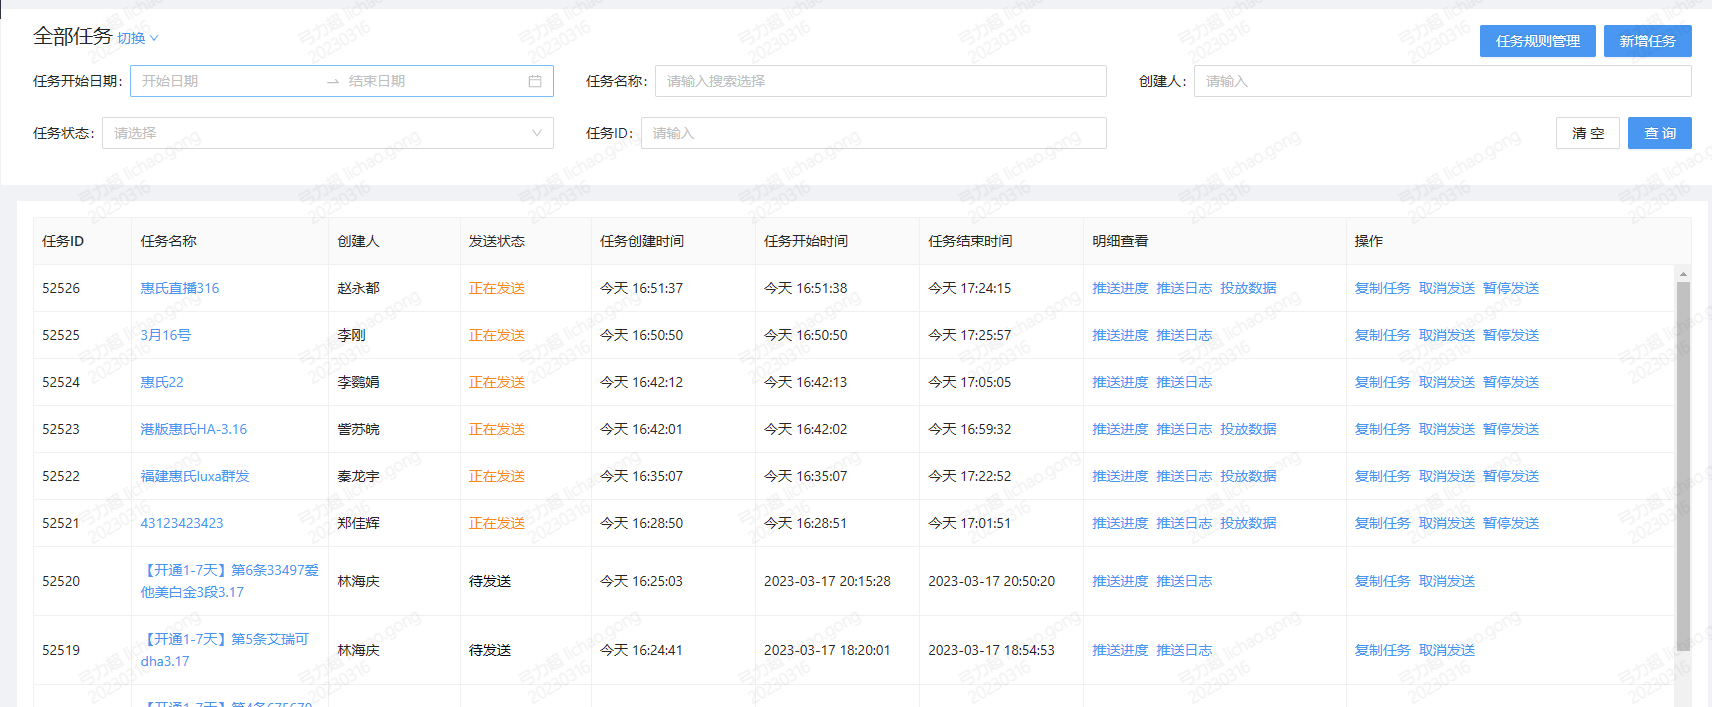 全部任务 切换
任务规则管理 新增任务
任务开始日期: 开始日期 → 结束日期 任务名称: 请输入搜索选择 创建人: 请输入
任务状态: 请选择 任务ID: 请输入 清 空 查 询
任务ID 任务名称 创建人 发送状态 任务创建时间 任务开始时间 任务结束时间 明细查看 操作
52526 惠氏直播316 赵永都 正在发送 今天 16:51:37 今天 16:51:38 今天 17:24:15 推送进度 推送日志 投放数据 复制任务 取消发送 暂停发送
52525 3月16号 李刚 正在发送 今天 16:50:50 今天 16:50:50 今天 17:25:57 推送进度 推送日志 复制任务 取消发送 暂停发送
52524 惠氏22 李鹦娟 正在发送 今天 16:42:12 今天 16:42:13 今天 17:05:05 推送进度 推送日志 复制任务 取消发送 暂停发送
52523 港版惠氏HA-3.16 正在发送 今天 16:42:01 今天 16:42:02 今天 16:59:32 推送进度 推送日志 投放数据 复制任务 取消发送 暂停发送
52522 福建惠氏luxa群发 秦龙宇 正在发送 今天 16:35:07 今天 16:35:07 今天 17:22:52 推送进度 推送日志 投放数据 复制任务 取消发送 暂停发送
52521 43123423423 郑佳辉 正在发送 今天 16:28:50 今天 16:28:51 今天 17:01:51 推送进度 推送日志 投放数据 复制任务 取消发送 暂停发送
52520 【开通1-7天】第6条33497爱他美白金3段3.17 林海庆 待发送 今天 16:25:03 2023-03-17 20:15:28 2023-03-17 20:50:20 推送进度 推送日志 复制任务 取消发送
52519 【开通1-7天】第5条艾瑞可dha3.17 林海庆 待发送 今天 16:24:41 2023-03-17 18:20:01 2023-03-17 18:54:53 推送进度 推送日志 复制任务 取消发送
弓力超 lichao.gong
20230316